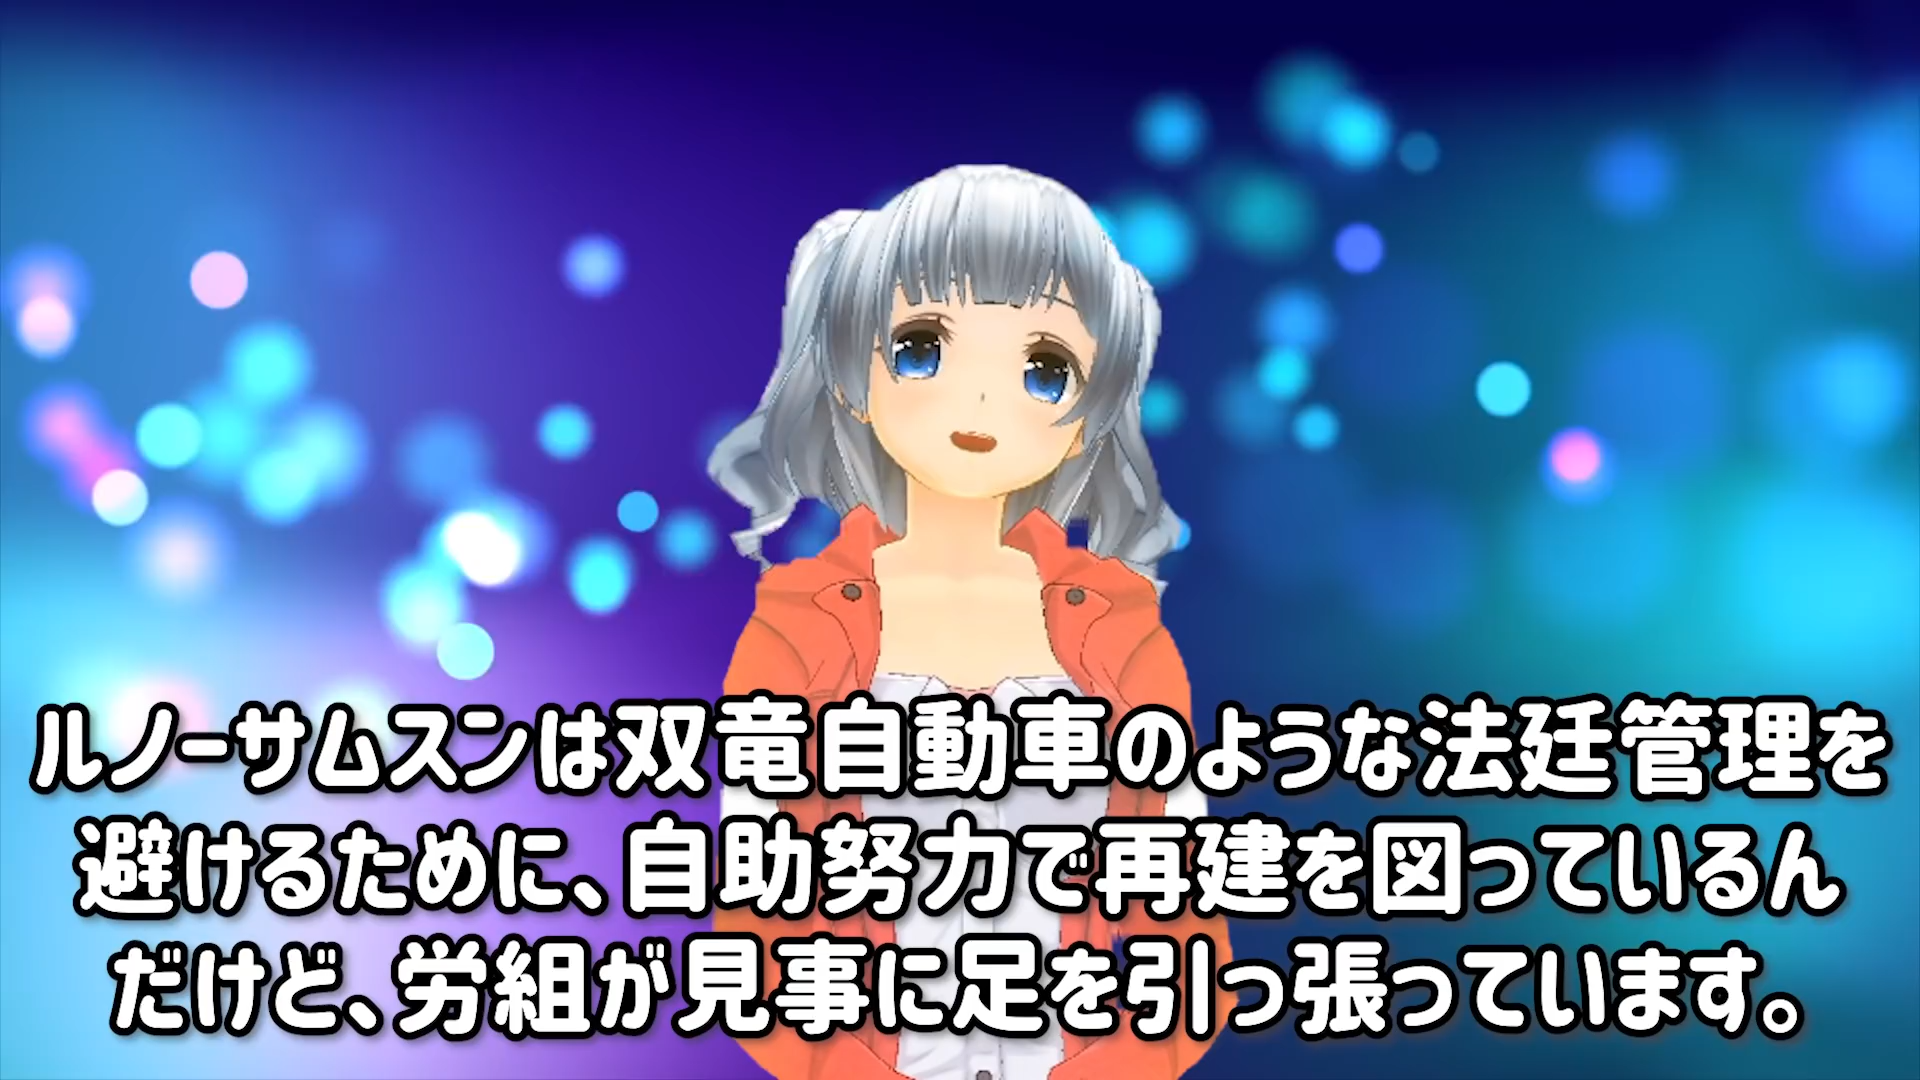 ルノーサムスンは双竜自動車のような法廷管理を
避けるために、自助努力で再建を図っているん
だけど、労組が見事に足を引っ張っています。